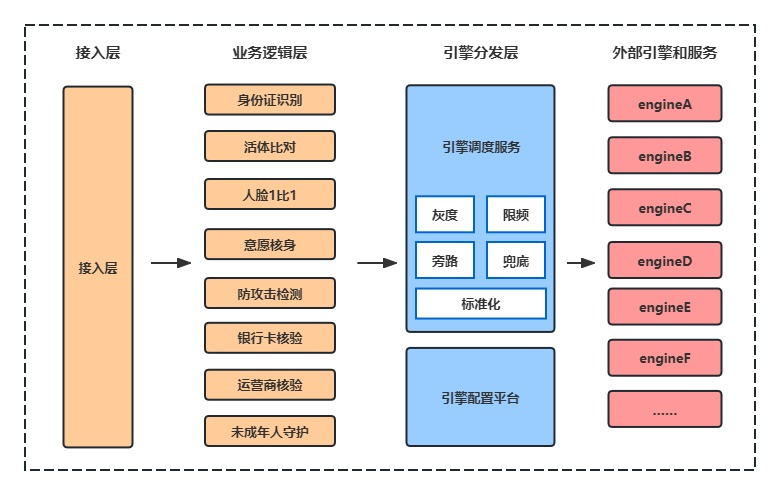 接入层
业务逻辑层
引擎分发层
外部引擎和服务
接入层
身份证识别
活体比对
人脸1比1
意愿核身
防攻击检测
银行卡核验
运营商核验
未成年人守护
引擎调度服务
灰度
限频
旁路
兜底
标准化
引擎配置平台
engineA
engineB
engineC
engineD
engineE
engineF
......